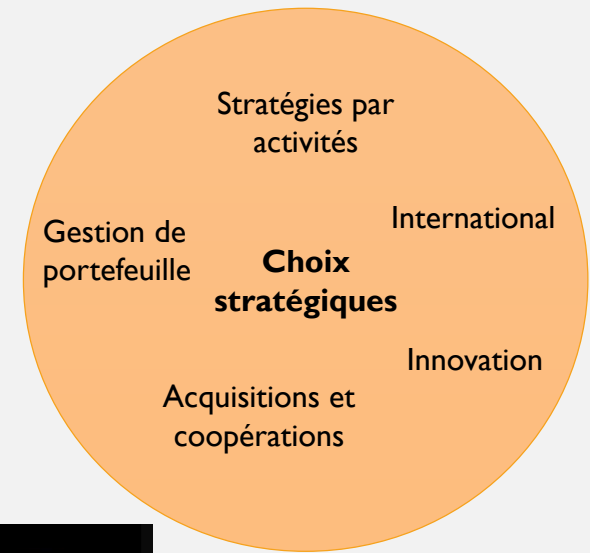 Stratégies par
activités
International
Gestion de
portefeuille
Choix
stratégiques
Innovation
Acquisitions et
coopérations